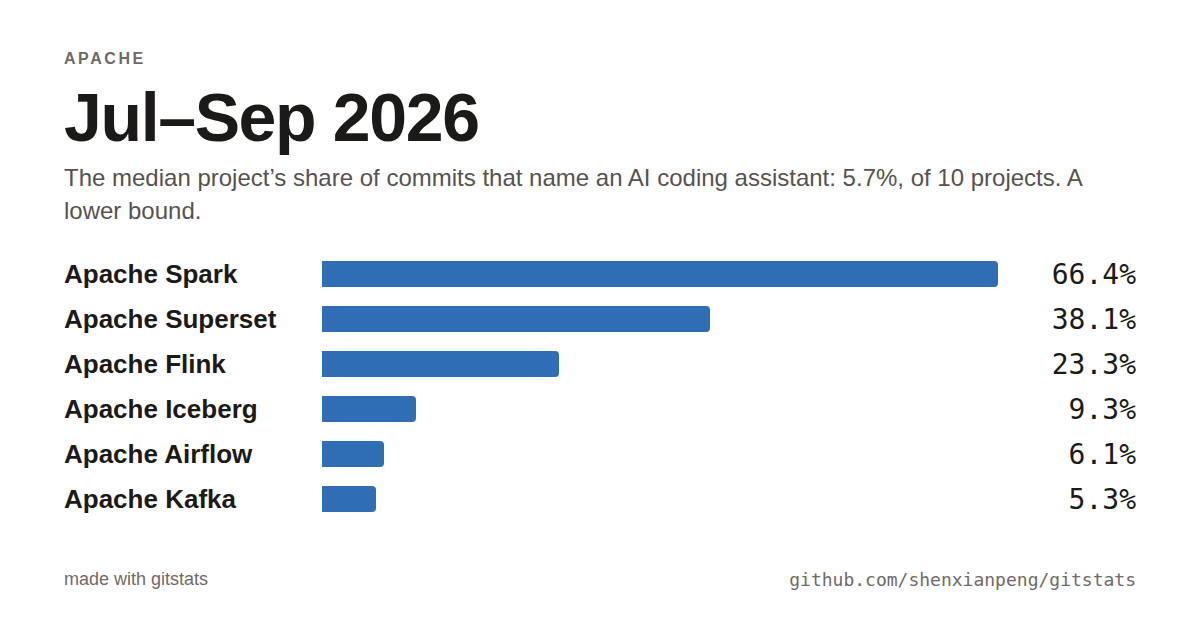 APACHE
Jul–Sep 2026
The median project’s share of commits that name an AI coding assistant: 5.7%, of 10 projects. A
lower bound.
Apache Spark 66.4%
Apache Superset 38.1%
Apache Flink 23.3%
Apache Iceberg 9.3%
Apache Airflow 6.1%
Apache Kafka 5.3%
made with gitstats github.com/shenxianpeng/gitstats